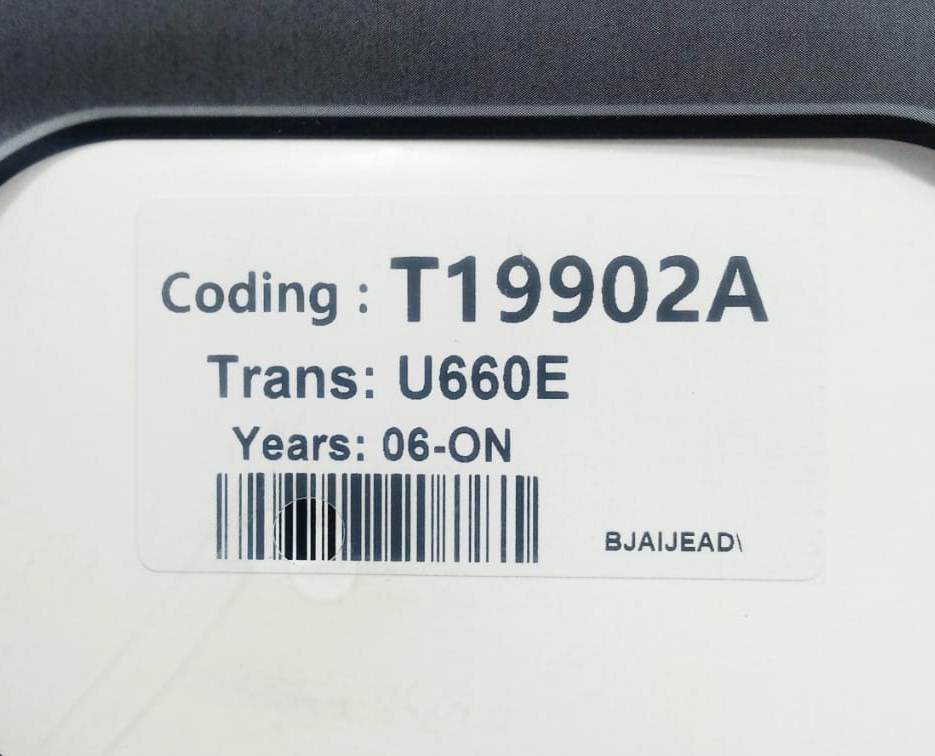 Coding : T19902A
Trans: U660E
Years: 06-ON
BJAIJEAD\